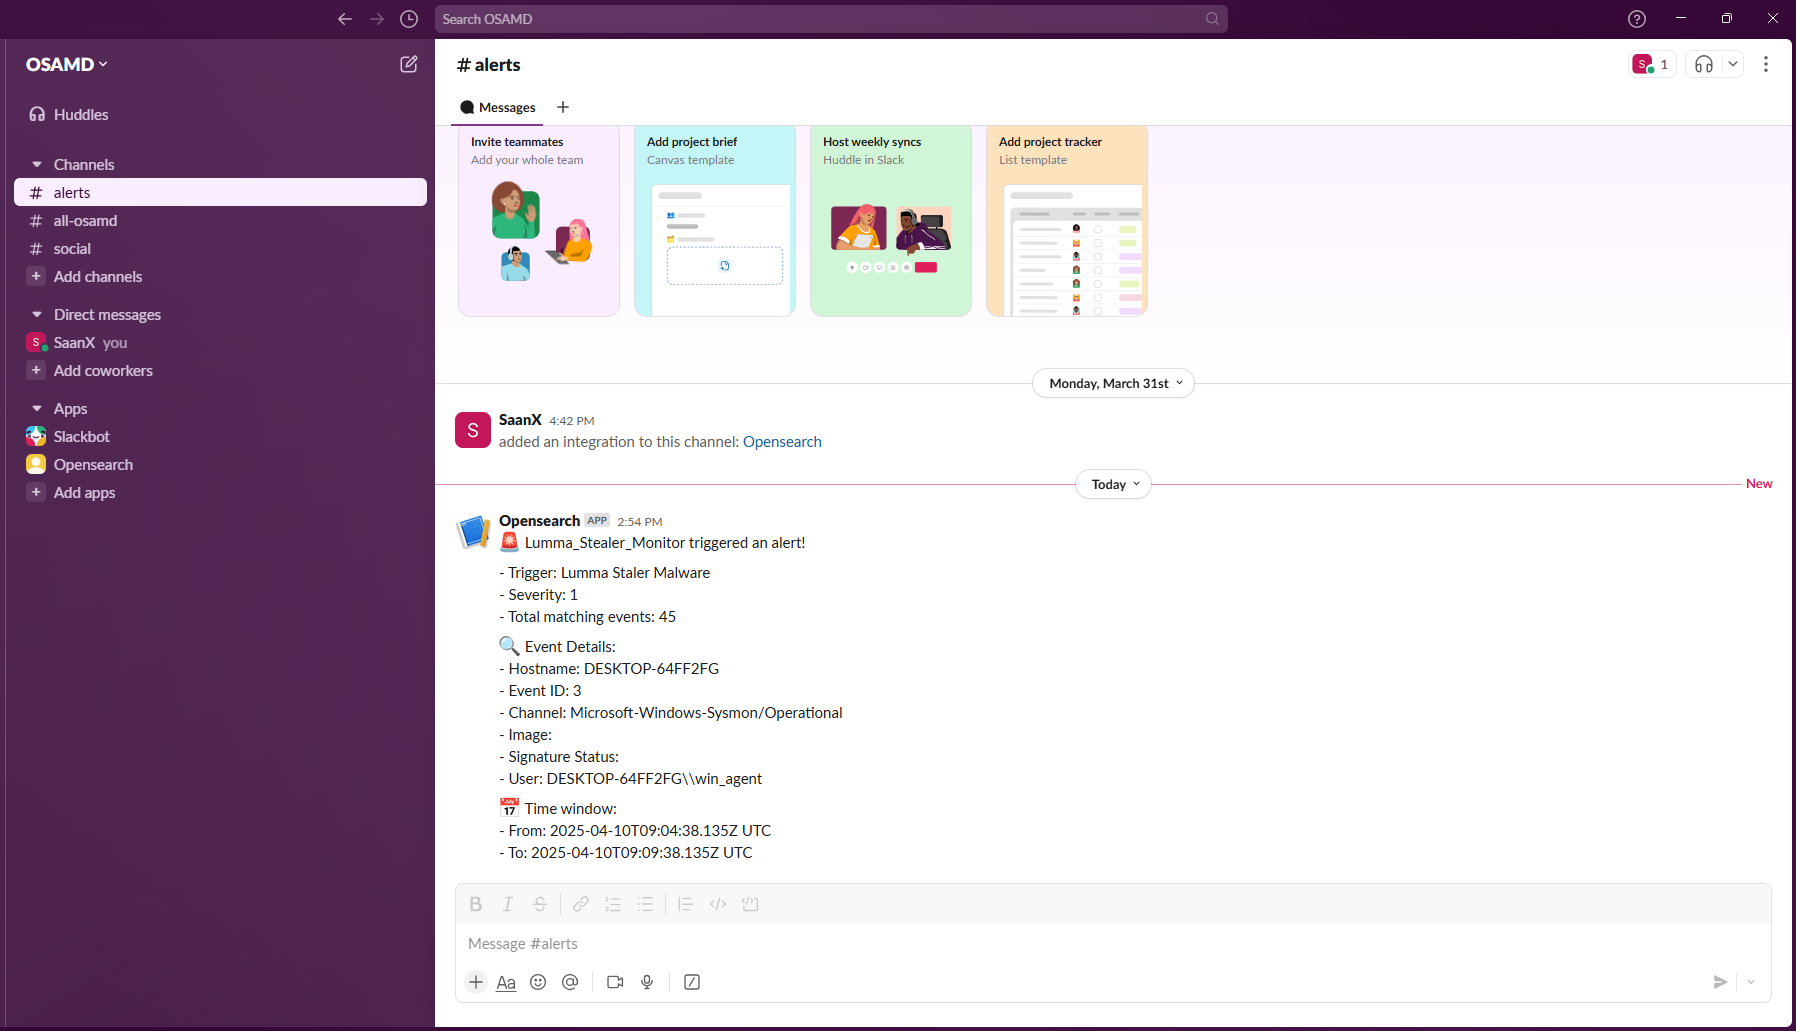 Search OSAMD
OSAMD
Huddles
Channels
# alerts
# all-osamd
# social
+ Add channels
Direct messages
S SaanX you
+ Add coworkers
Apps
Slackbot
Opensearch
+ Add apps
# alerts
S 1
Messages +
Invite teammates
Add your whole team
Add project brief
Canvas template
Host weekly syncs
Huddle in Slack
Add project tracker
List template
Monday, March 31st
S
SaanX 4:42 PM
added an integration to this channel: Opensearch
Today
New
Opensearch APP 2:54 PM
🚨 Lumma_Stealer_Monitor triggered an alert!
- Trigger: Lumma Staler Malware
- Severity: 1
- Total matching events: 45
🔍 Event Details:
- Hostname: DESKTOP-64FF2FG
- Event ID: 3
- Channel: Microsoft-Windows-Sysmon/Operational
- Image:
- Signature Status:
- User: DESKTOP-64FF2FG\\win_agent
📅 Time window:
- From: 2025-04-10T09:04:38.135Z UTC
- To: 2025-04-10T09:09:38.135Z UTC
B I S
Message #alerts
+ Aa @